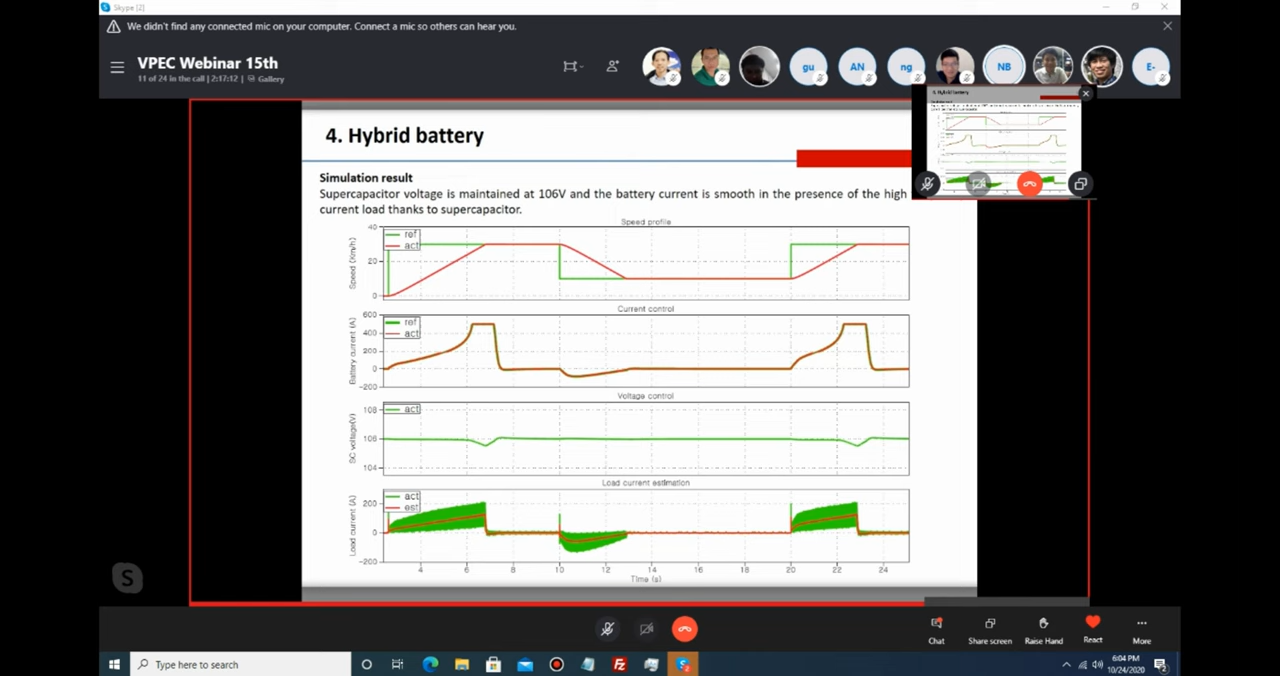 Skype [2]
We didn't find any connected mic on your computer. Connect a mic so others can hear you.
VPEC Webinar 15th
11 of 24 in the call | 2:17:12 | Gallery
gu
AN
ng
NB
E-
4. Hybrid battery
Simulation result
Supercapacitor voltage is maintained at 106V and the battery current is smooth in the presence of the high
current load thanks to supercapacitor.
Speed profile
Speed (Km/h)
40
20
0
ref
act
Current control
Battery current (A)
600
400
200
0
-200
ref
act
Voltage control
SC voltage(V)
108
106
104
act
Load current estimation
Load current (A)
200
0
-200
act
est
4 6 8 10 12 14 16 18 20 22 24
Time (s)
4. Hybrid battery
S
Chat
Share screen
Raise Hand
React
More
Type here to search
6:04 PM
10/24/2020